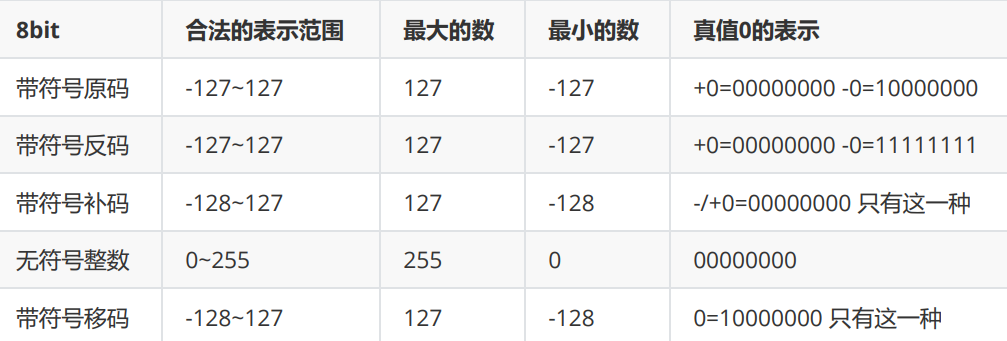 8bit 合法的表示范围 最大的数 最小的数 真值0的表示
带符号原码 -127~127 127 -127 +0=00000000 -0=10000000
带符号反码 -127~127 127 -127 +0=00000000 -0=11111111
带符号补码 -128~127 127 -128 -/+0=00000000 只有这一种
无符号整数 0~255 255 0 00000000
带符号移码 -128~127 127 -128 0=10000000 只有这一种